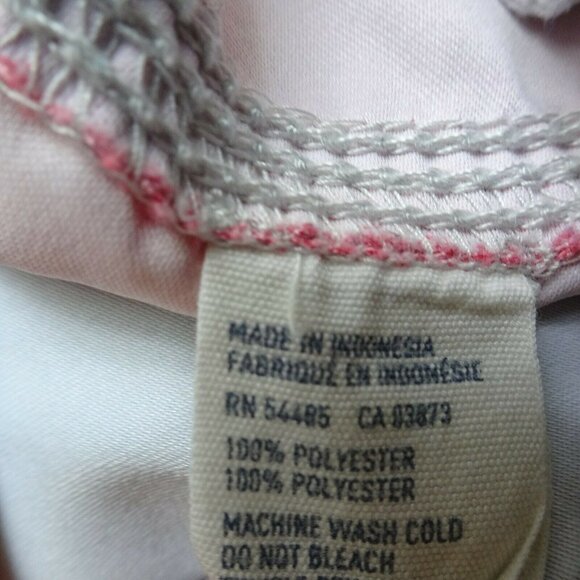 MADE IN INDONESIA
FABRIQUÉ EN INDONÉSIE
RN 54485 CA 03873
100% POLYESTER
100% POLYESTER
MACHINE WASH COLD
DO NOT BLEACH